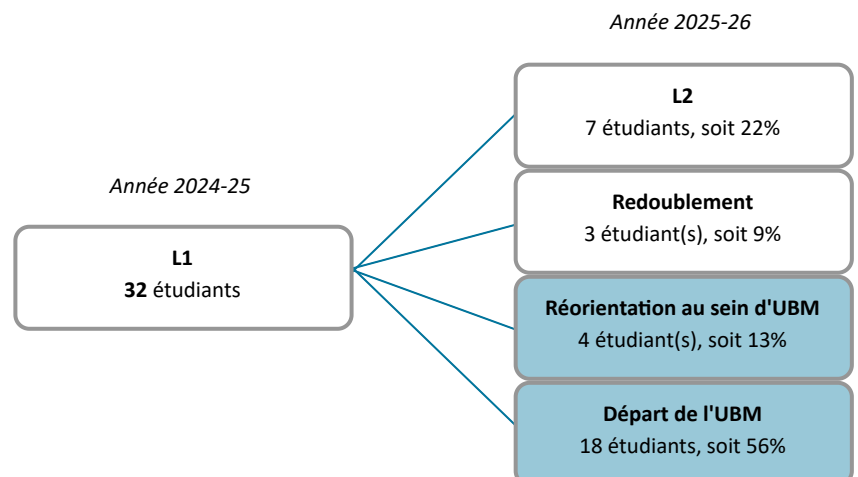 Année 2025-26
L2
7 étudiants, soit 22%
Année 2024-25
Redoublement
3 étudiant(s), soit 9%
L1
32 étudiants
Réorientation au sein d'UBM
4 étudiant(s), soit 13%
Départ de l'UBM
18 étudiants, soit 56%